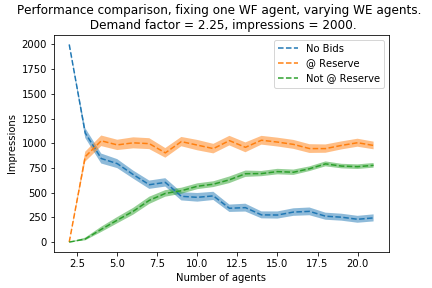 Performance comparison, fixing one WF agent, varying WE agents.
Demand factor = 2.25, impressions = 2000.
No Bids
@ Reserve
Not @ Reserve
Impressions
2000
1750
1500
1250
1000
750
500
250
0
2.5 5.0 7.5 10.0 12.5 15.0 17.5 20.0
Number of agents